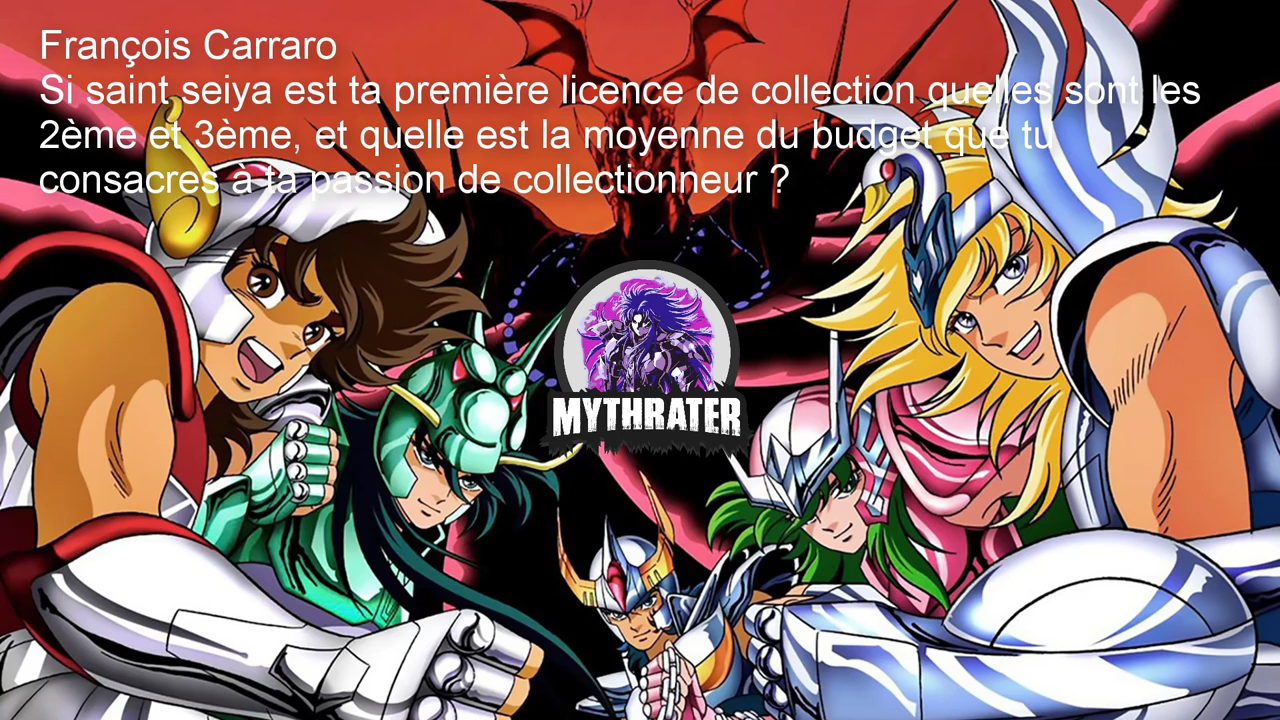 François Carraro
Si saint seiya est ta première licence de collection quelles sont les
2ème et 3ème, et quelle est la moyenne du budget que tu
consacres à ta passion de collectionneur ?
MYTHRATER